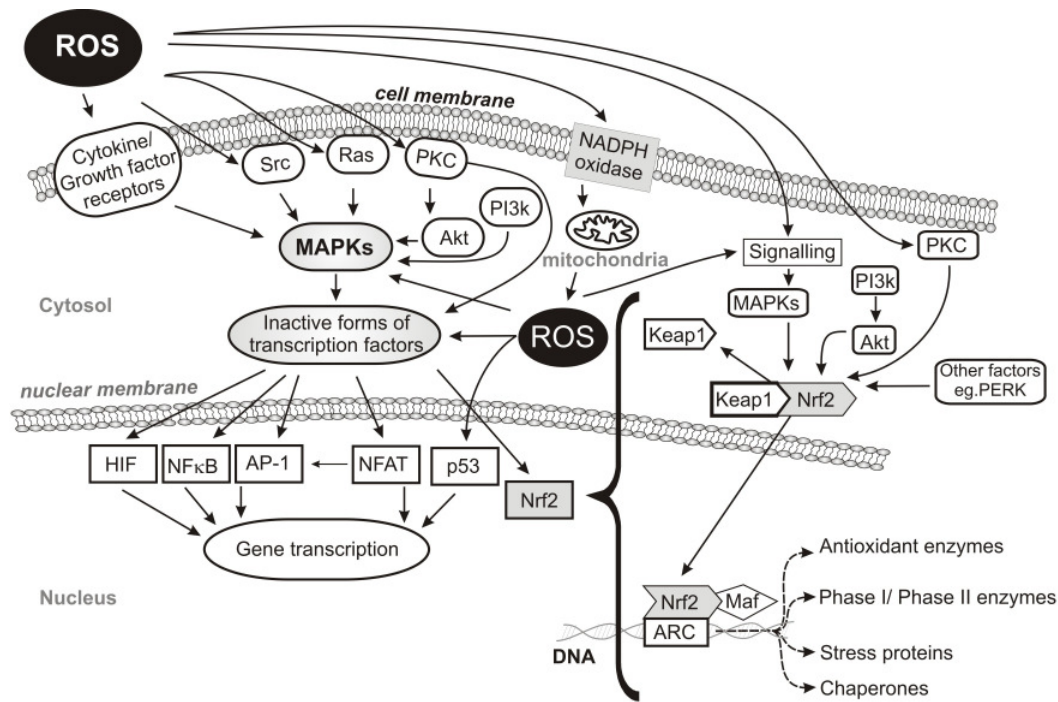 ROS
cell membrane
Cytokine/
Growth factor
receptors
Src
Ras
PKC
NADPH
oxidase
PI3k
Akt
MAPKs
mitochondria
Signalling
PKC
Cytosol
MAPKs
PI3k
Inactive forms of
transcription factors
ROS
Keap1
Akt
nuclear membrane
Keap1
Nrf2
Other factors
eg.PERK
HIF
NFκB
AP-1
NFAT
p53
Nrf2
Gene transcription
Nucleus
Nrf2
Maf
ARC
DNA
Antioxidant enzymes
Phase I/ Phase II enzymes
Stress proteins
Chaperones